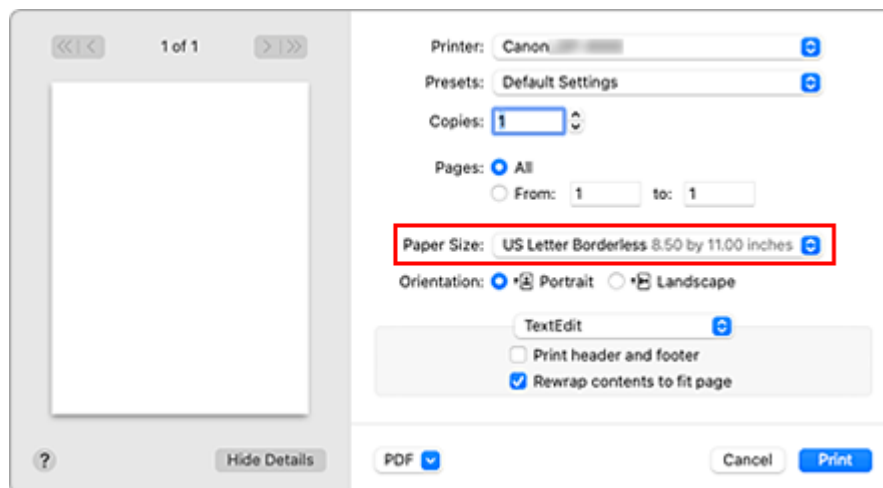 1 of 1
Printer: Canon
Presets: Default Settings
Copies: 1
Pages: All
From: 1 to: 1
Paper Size: US Letter Borderless 8.50 by 11.00 inches
Orientation: Portrait Landscape
TextEdit
Print header and footer
Rewrap contents to fit page
? Hide Details PDF Cancel Print